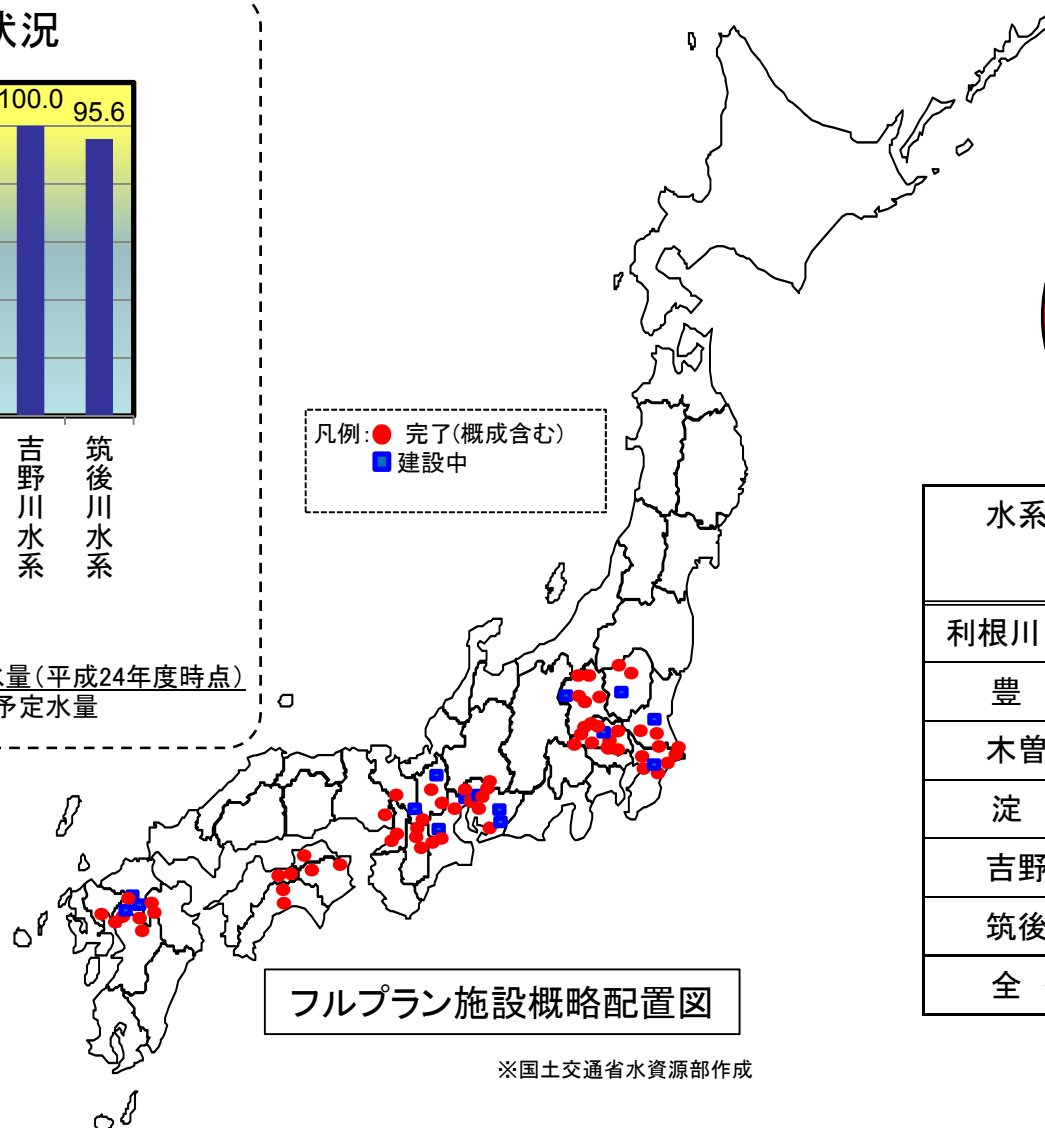 状況
100.0
95.6
吉野川水系
筑後川水系
水量(平成24年度時点)
予定水量
凡例:
完了(概成含む)
建設中
水系
利根川
豊
木曽
淀
吉野
筑後
全
フルプラン施設概略配置図
※国土交通省水資源部作成